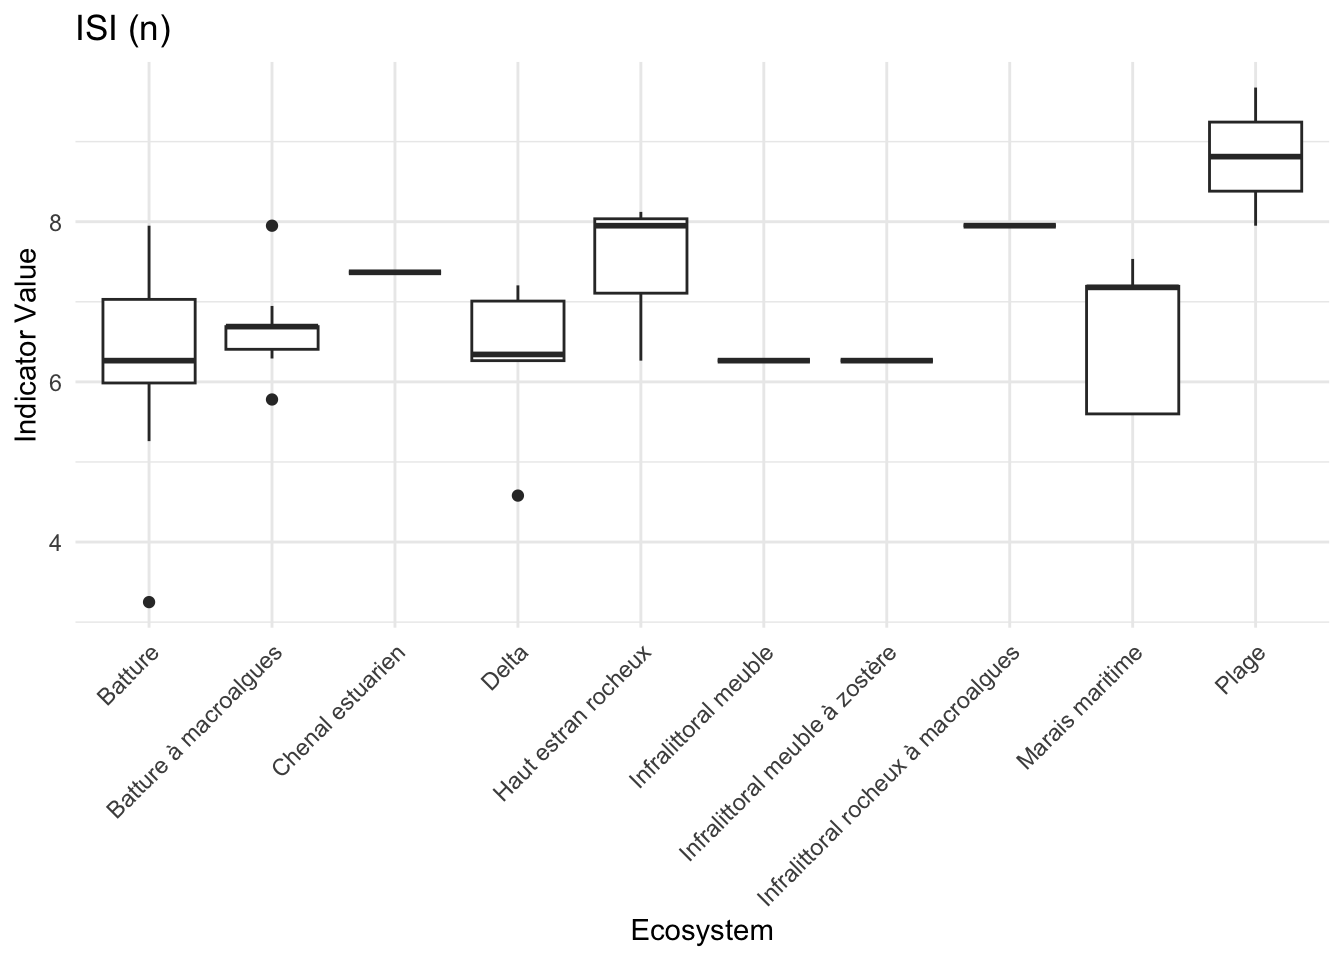 ISI (n)
Indicator Value
8
6
4
Batture
Batture à macroalgues
Chenal estuarien
Delta
Haut estran rocheux
Infralittoral meuble
Infralittoral meuble à zostère
Infralittoral rocheux à macroalgues
Marais maritime
Plage
Ecosystem